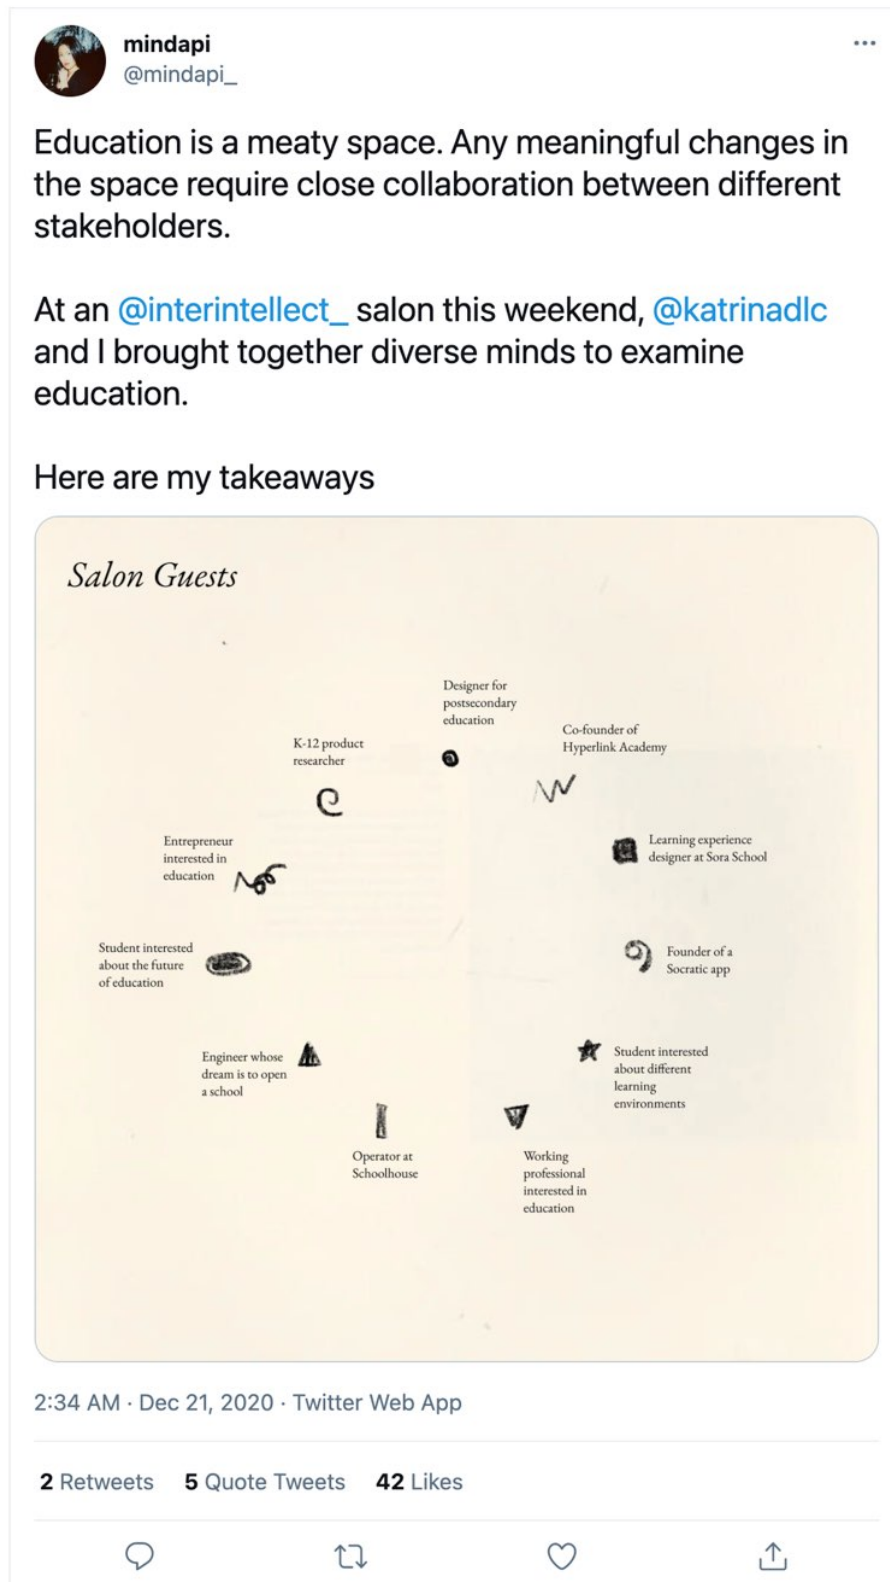 mindapi
@mindapi_
Education is a meaty space. Any meaningful changes in
the space require close collaboration between different
stakeholders.
At an @interintellect_ salon this weekend, @katrinadlc
and I brought together diverse minds to examine
education.
Here are my takeaways
Salon Guests
Designer for
postsecondary
education
Co-founder of
Hyperlink Academy
K-12 product
researcher
Entrepreneur
interested in
education
Learning experience
designer at Sora School
Student interested
about the future
of education
Founder of a
Socratic app
Engineer whose
dream is to open
a school
Student interested
about different
learning
environments
Operator at
Schoolhouse
Working
professional
interested in
education
2:34 AM · Dec 21, 2020 · Twitter Web App
2 Retweets 5 Quote Tweets 42 Likes